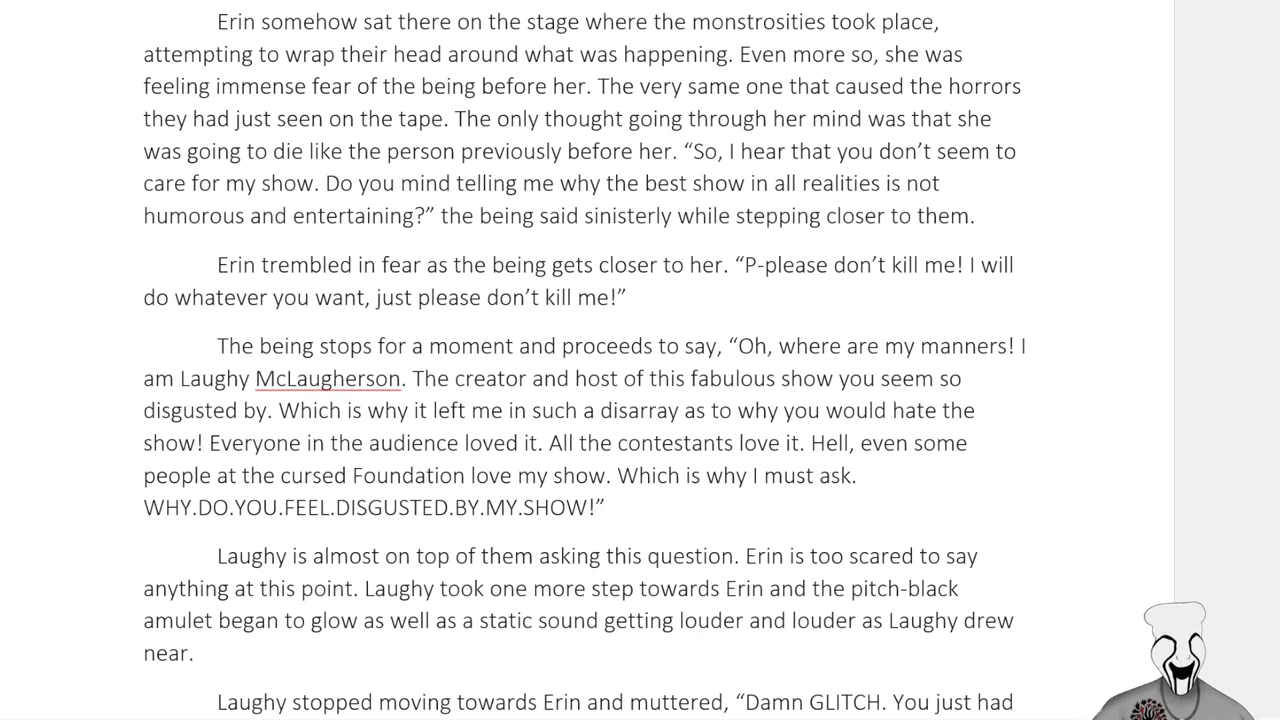 Erin somehow sat there on the stage where the monstrosities took place,
attempting to wrap their head around what was happening. Even more so, she was
feeling immense fear of the being before her. The very same one that caused the horrors
they had just seen on the tape. The only thought going through her mind was that she
was going to die like the person previously before her. “So, I hear that you don’t seem to
care for my show. Do you mind telling me why the best show in all realities is not
humorous and entertaining?” the being said sinisterly while stepping closer to them.
Erin trembled in fear as the being gets closer to her. “P-please don’t kill me! I will
do whatever you want, just please don’t kill me!”
The being stops for a moment and proceeds to say, “Oh, where are my manners! I
am Laughy McLaugherson. The creator and host of this fabulous show you seem so
disgusted by. Which is why it left me in such a disarray as to why you would hate the
show! Everyone in the audience loved it. All the contestants love it. Hell, even some
people at the cursed Foundation love my show. Which is why I must ask.
WHY.DO.YOU.FEEL.DISGUSTED.BY.MY.SHOW!”
Laughy is almost on top of them asking this question. Erin is too scared to say
anything at this point. Laughy took one more step towards Erin and the pitch-black
amulet began to glow as well as a static sound getting louder and louder as Laughy drew
near.
Laughy stopped moving towards Erin and muttered, “Damn GLITCH. You just had